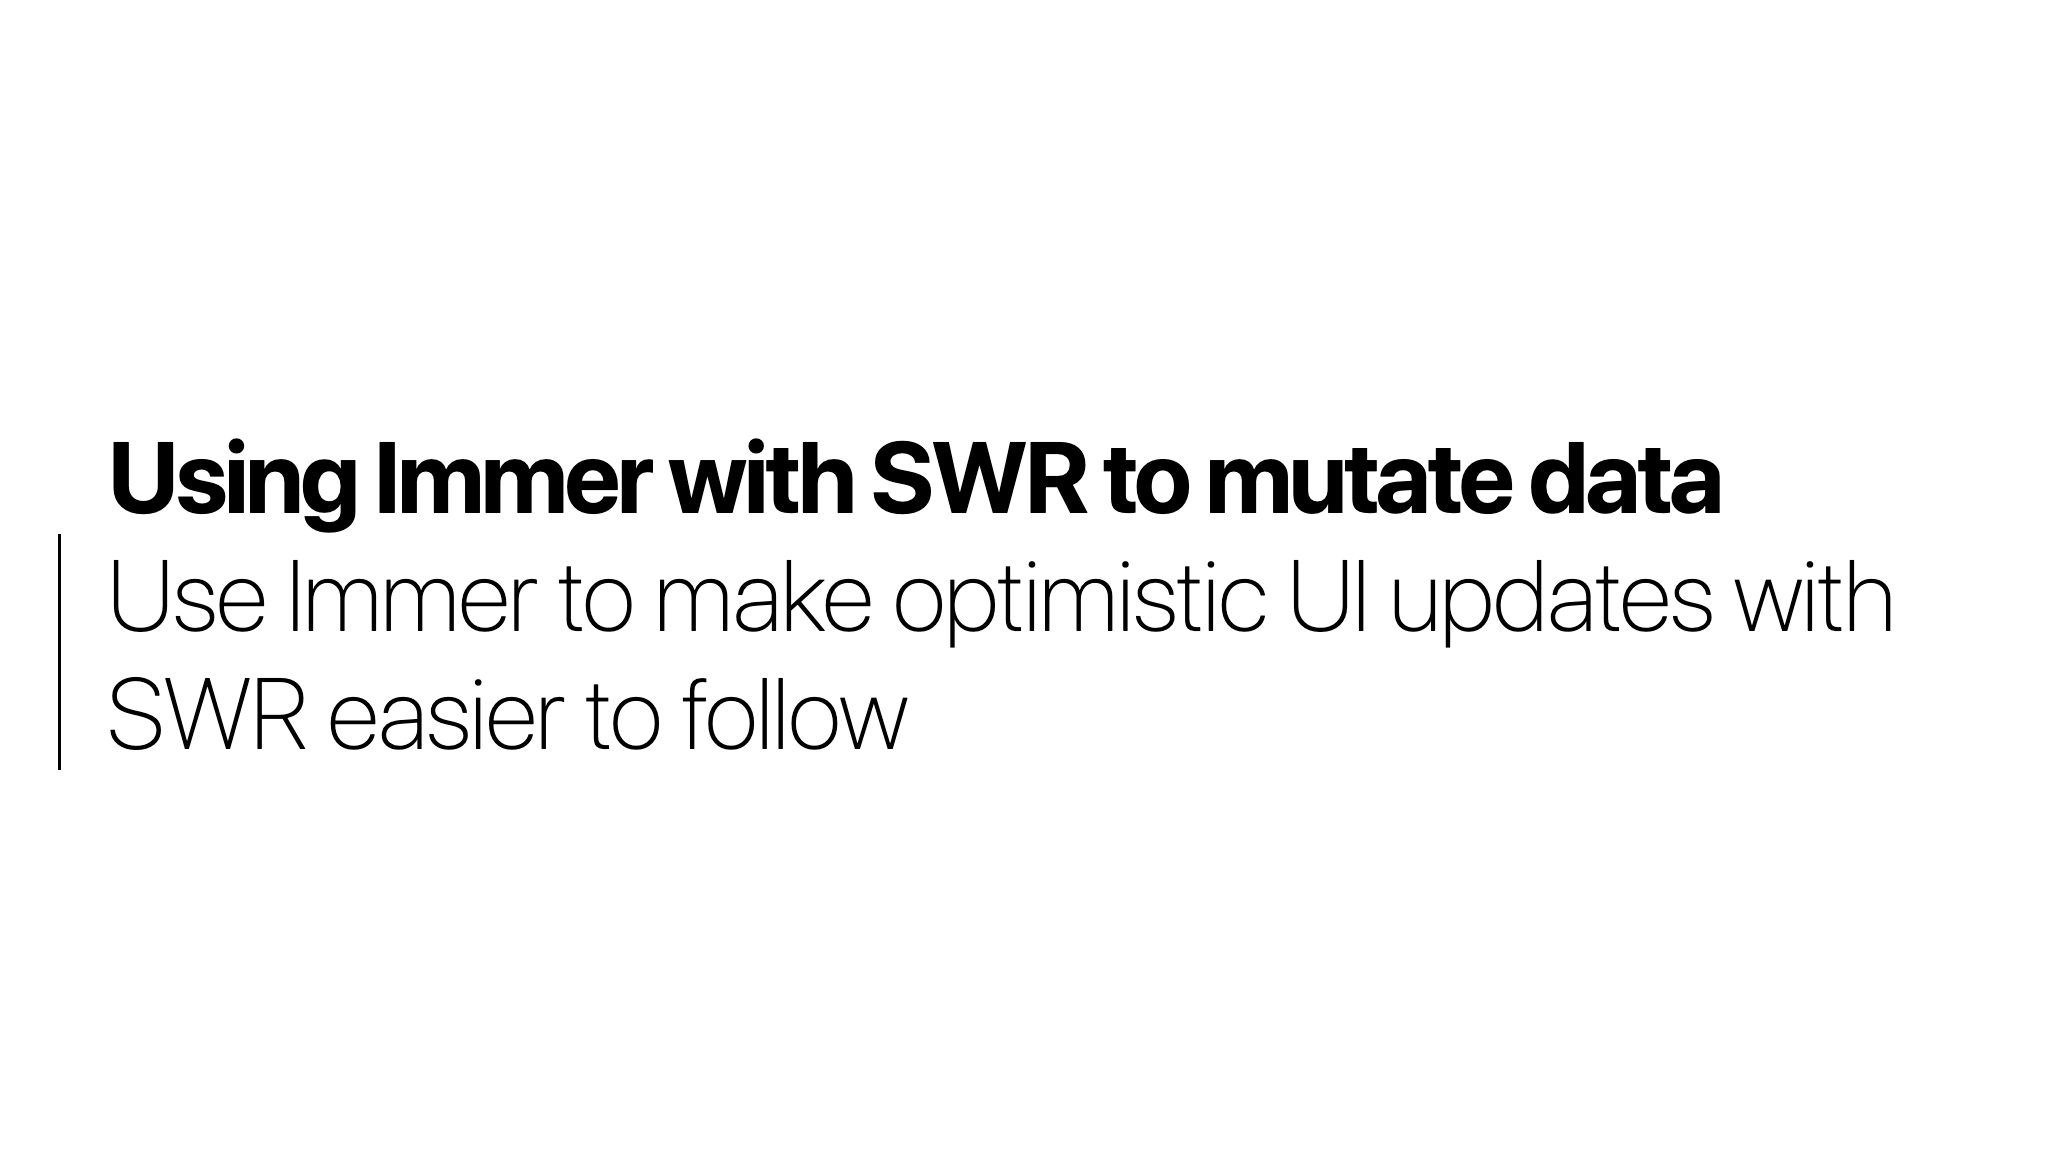 Using Immer with SWR to mutate data
Use Immer to make optimistic UI updates with
SWR easier to follow